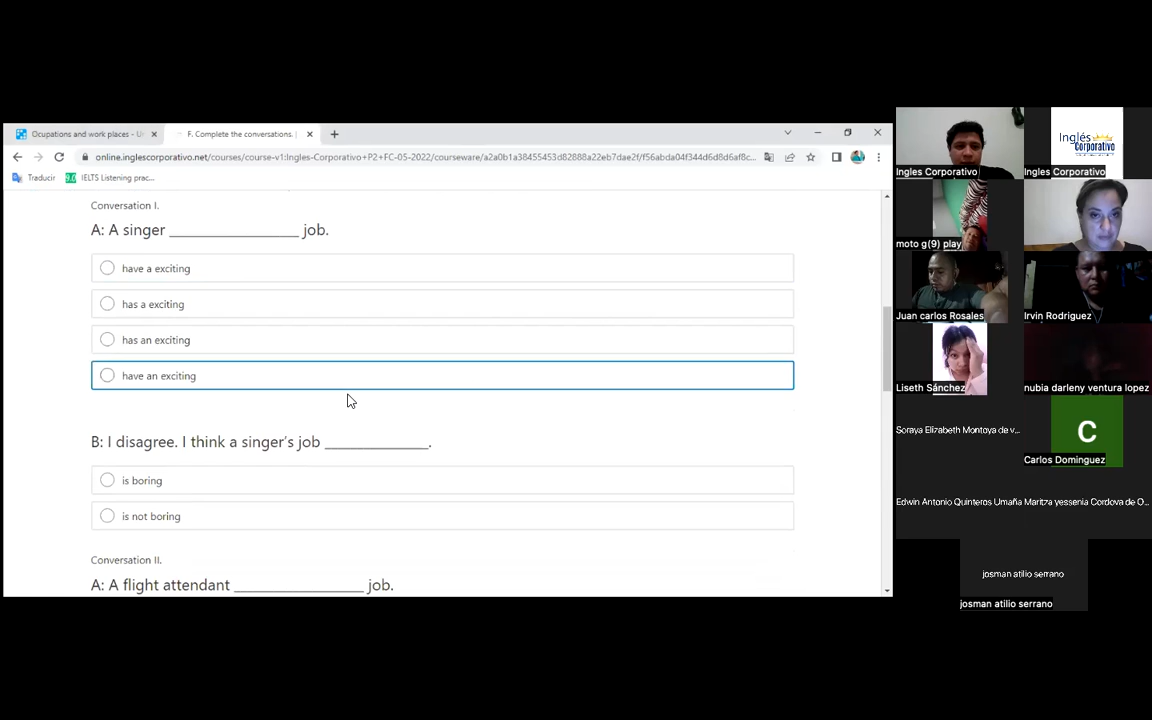 Ocupations and work places - U
F. Complete the conversations. |
online.inglescorporativo.net/courses/course-v1:Ingles-Corporativo+P2+FC-05-2022/courseware/a2a0b1a38455453d82888a22eb7dae2f/f56abda04f344d6d8d6af8c...
Traducir
9.0
IELTS Listening prac...
Conversation I.
A: A singer ________________ job.
have a exciting
has a exciting
has an exciting
have an exciting
B: I disagree. I think a singer's job _____________.
is boring
is not boring
Conversation II.
A: A flight attendant ________________ job.
Ingles Corporativo
Inglés
Corporativo
Ingles Corporativo
moto g(9) play
Juan carlos Rosales
Irvin Rodriguez
Liseth Sánchez
nubia darleny ventura lopez
Soraya Elizabeth Montoya de v...
C
Carlos Dominguez
Edwin Antonio Quinteros Umaña
Maritza yessenia Cordova de O...
josman atilio serrano
josman atilio serrano